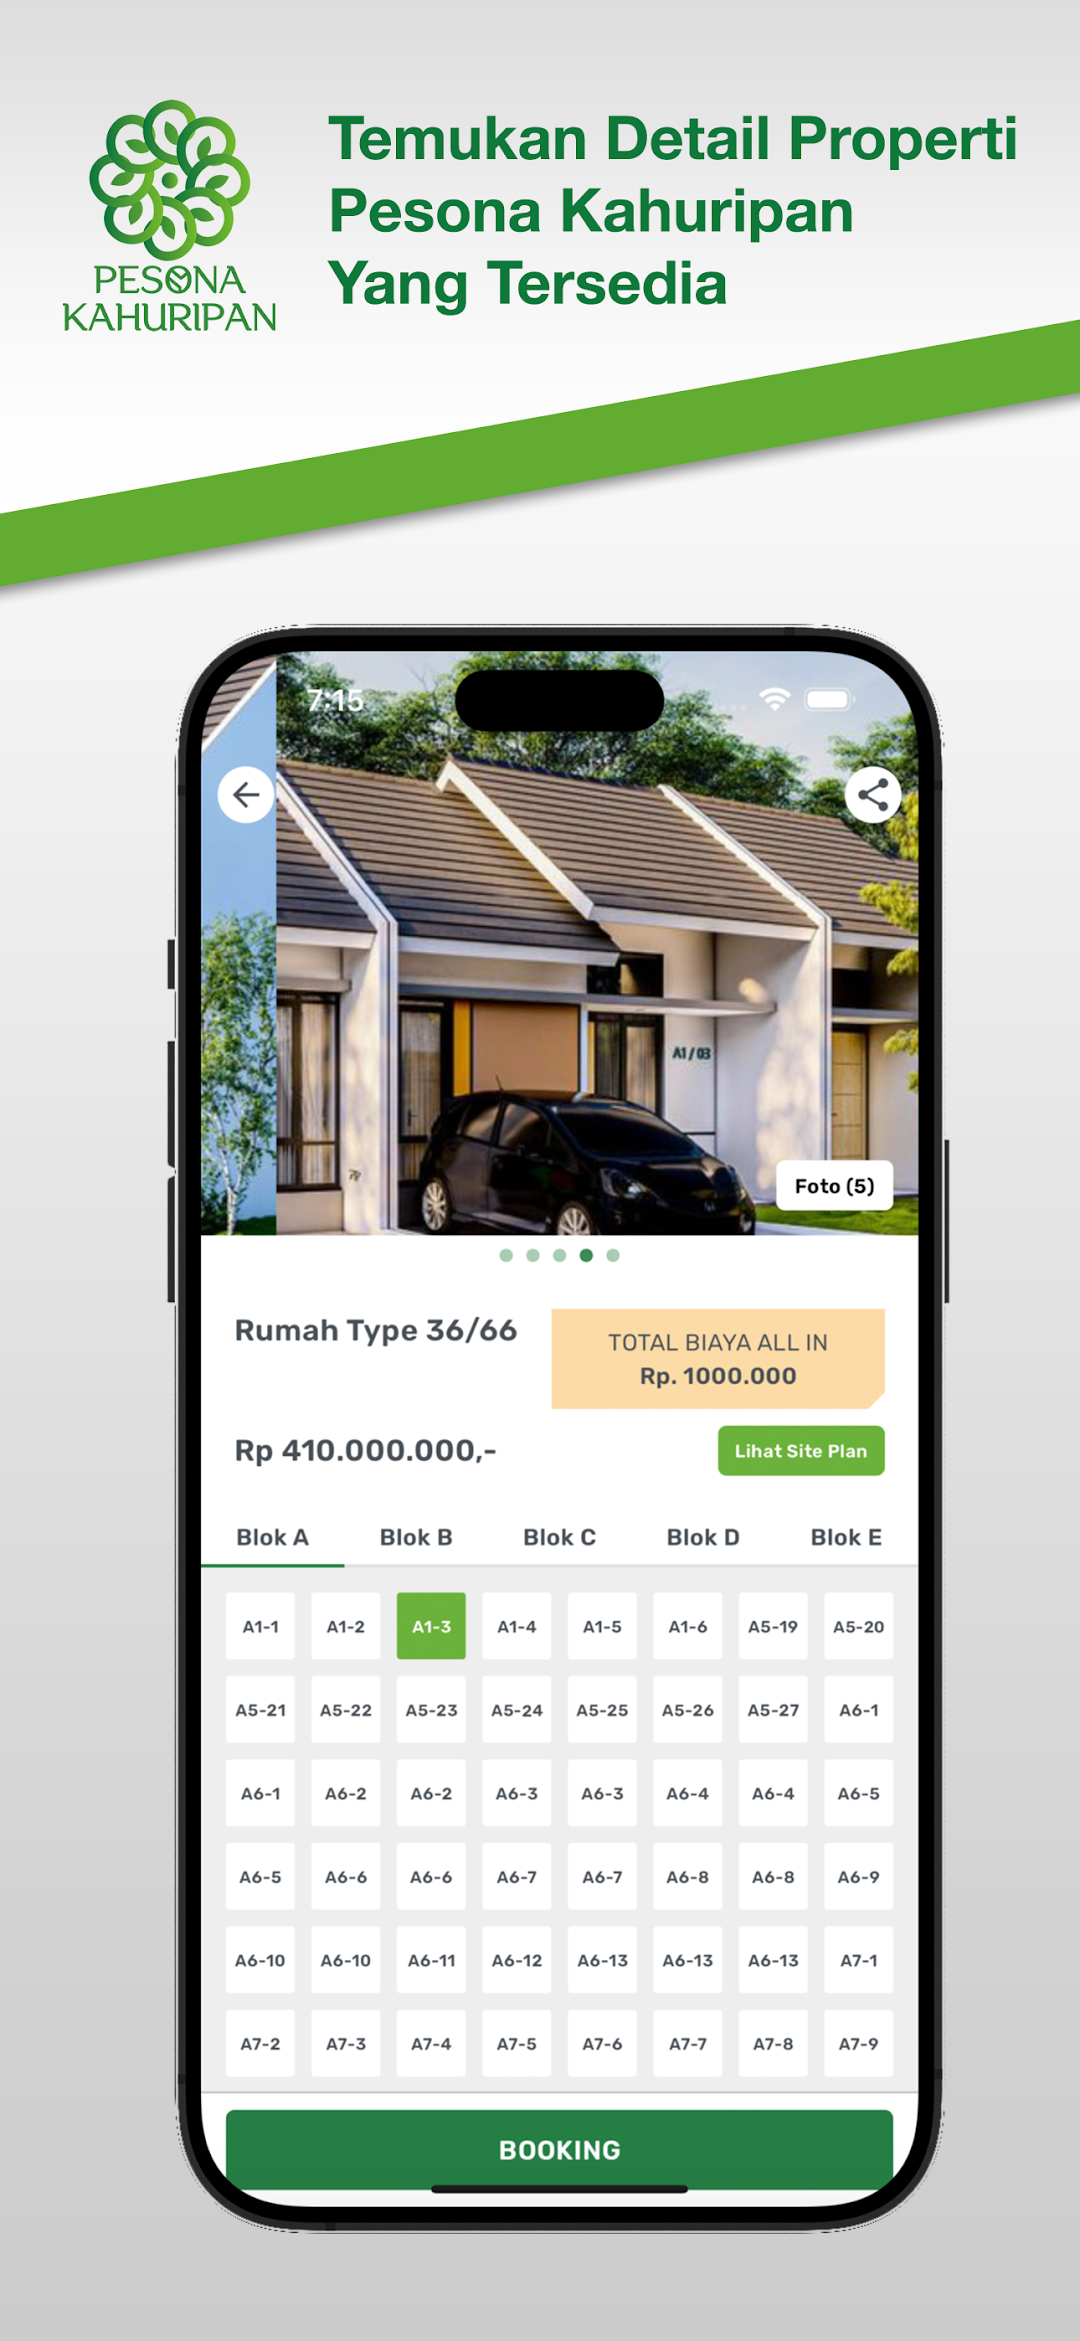 PESONA
KAHURIPAN
Temukan Detail Properti
Pesona Kahuripan
Yang Tersedia
7:15
A1/03
Foto (5)
Rumah Type 36/66
TOTAL BIAYA ALL IN
Rp. 1000.000
Rp 410.000.000,-
Lihat Site Plan
Blok A Blok B Blok C Blok D Blok E
A1-1 A1-2 A1-3 A1-4 A1-5 A1-6 A5-19 A5-20
A5-21 A5-22 A5-23 A5-24 A5-25 A5-26 A5-27 A6-1
A6-1 A6-2 A6-2 A6-3 A6-3 A6-4 A6-4 A6-5
A6-5 A6-6 A6-6 A6-7 A6-7 A6-8 A6-8 A6-9
A6-10 A6-10 A6-11 A6-12 A6-13 A6-13 A6-13 A7-1
A7-2 A7-3 A7-4 A7-5 A7-6 A7-7 A7-8 A7-9
BOOKING